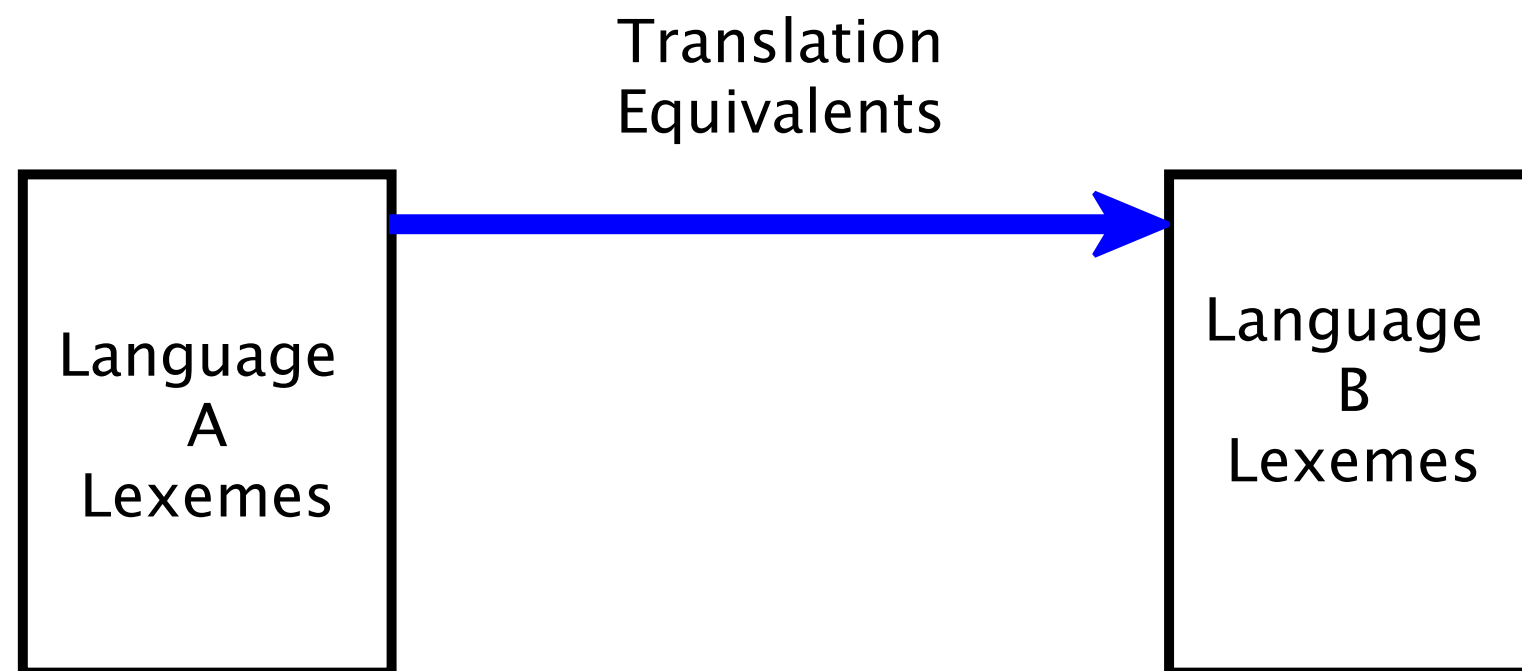 Translation
Equivalents
Language
A
Lexemes
Language
B
Lexemes